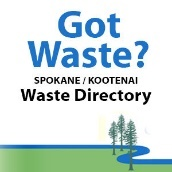 Got
Waste?
SPOKANE / KOOTENAI
Waste Directory